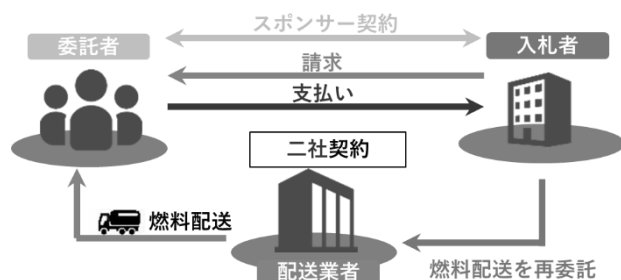 スポンサー契約
委託者
入札者
請求
支払い
二社契約
燃料配送
配送業者
燃料配送を再委託